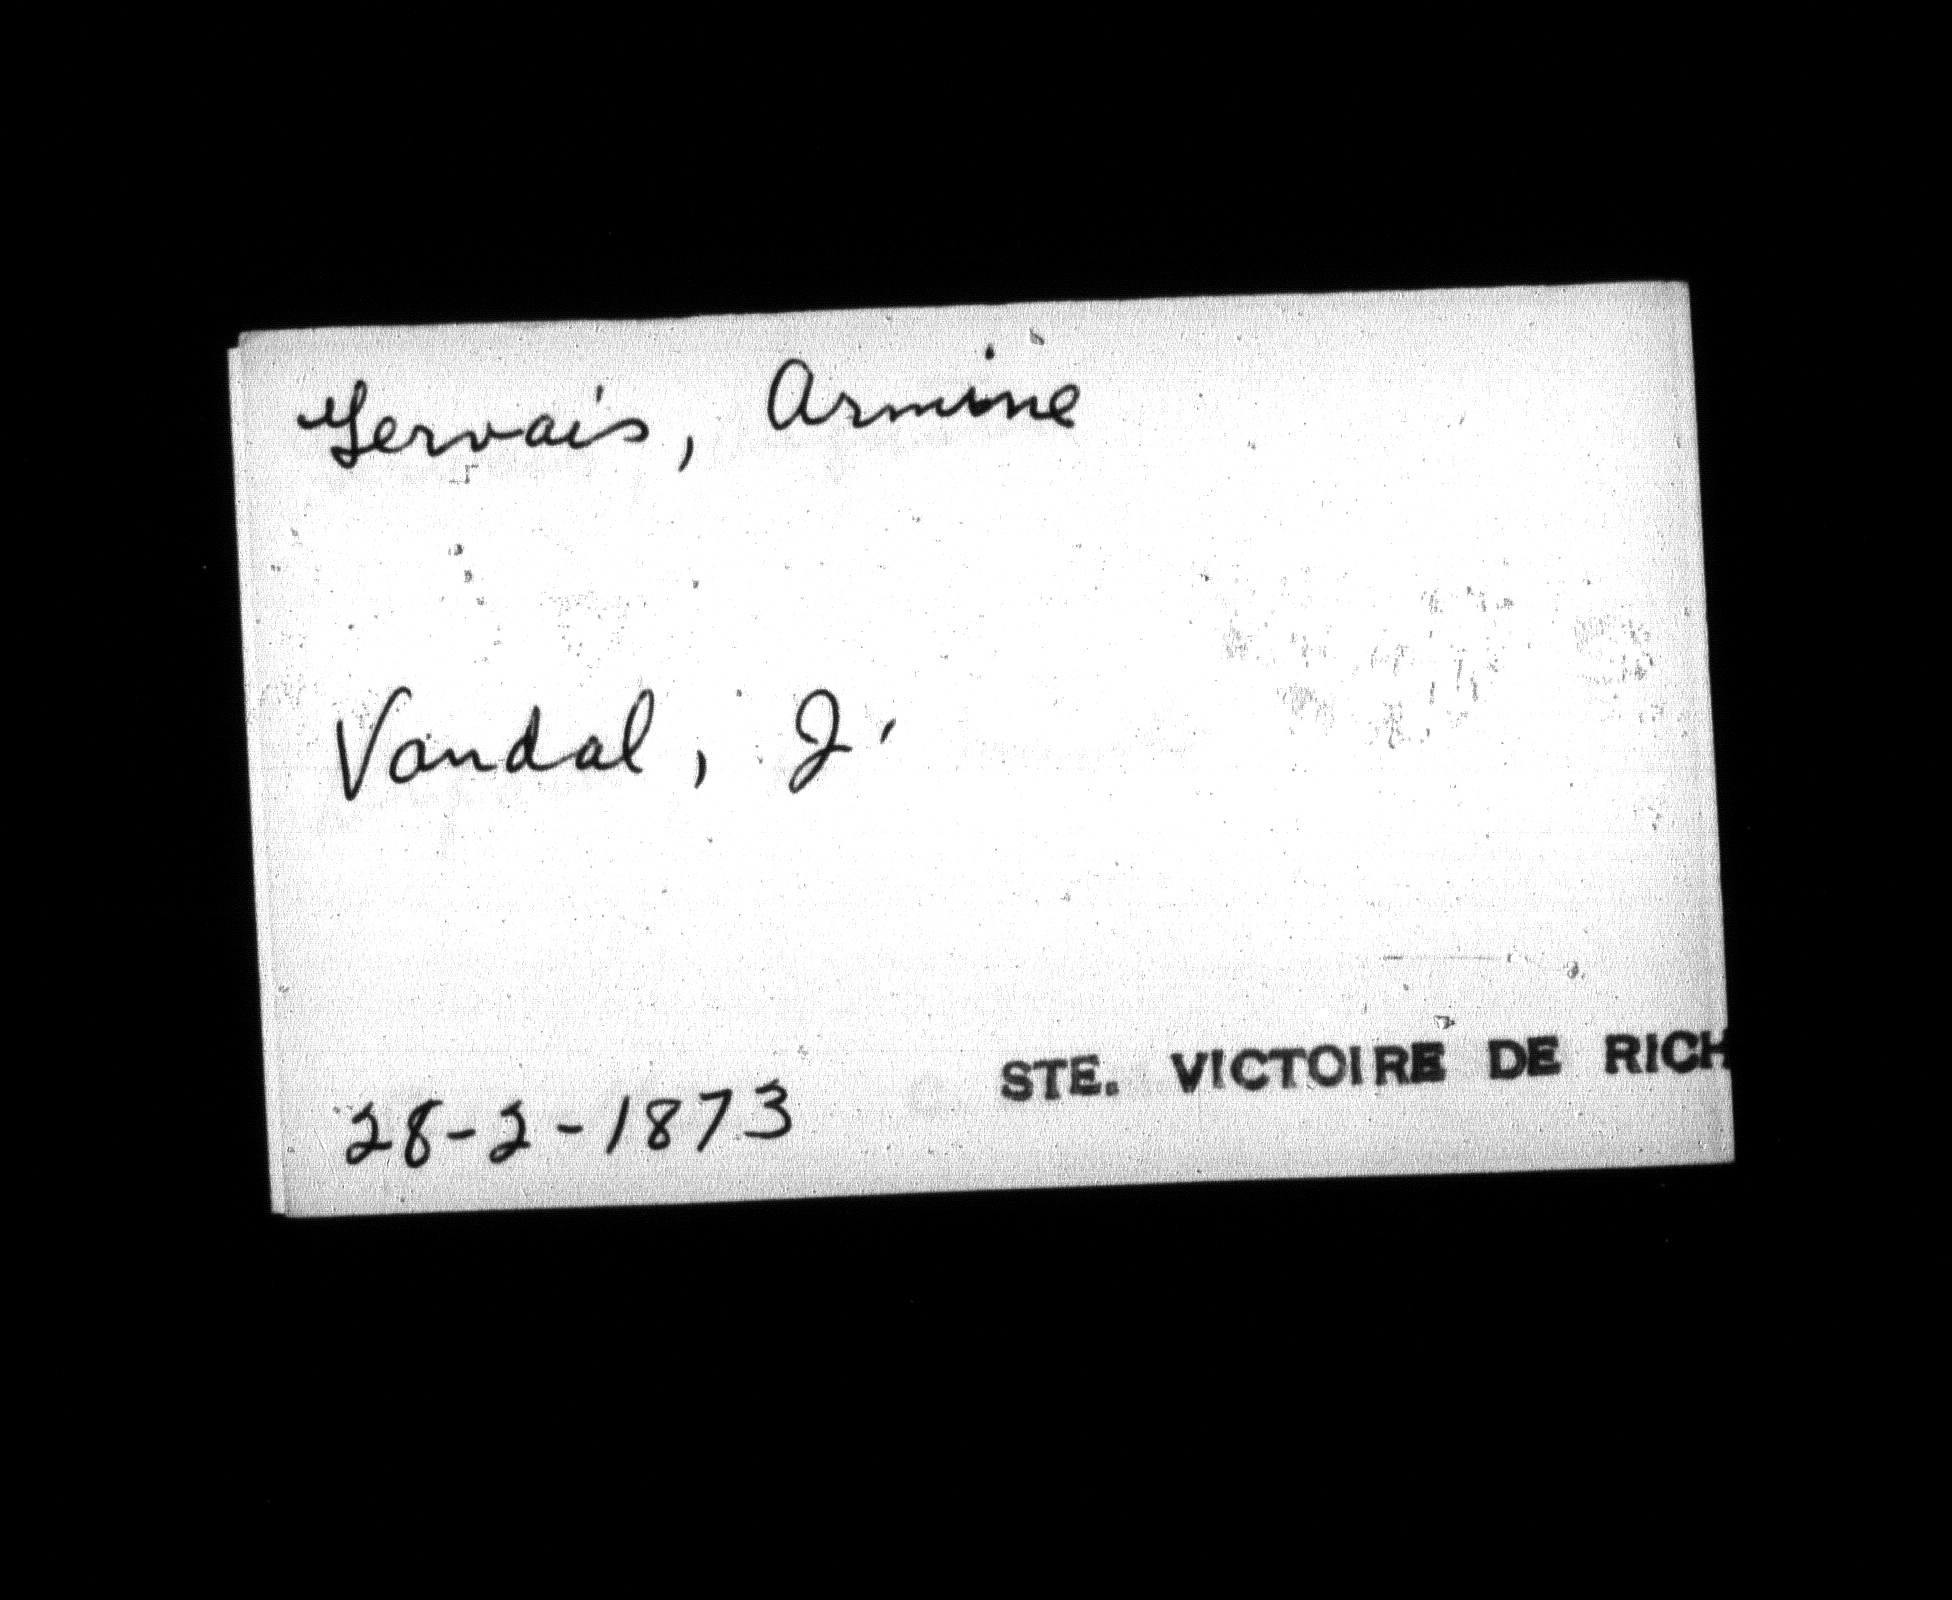 Gervais, Armine
Vandal, J.
28-2-1873
STE. VICTOIRE DE RICH